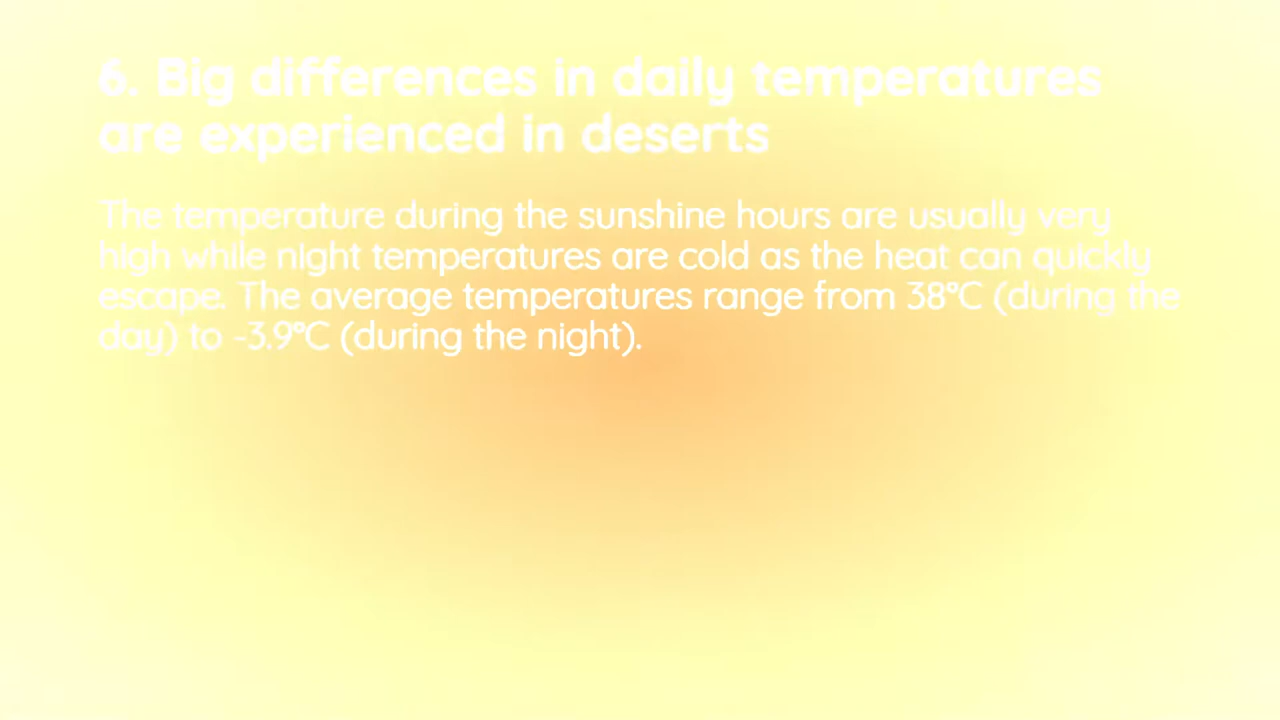 6. Big differences in daily temperatures
are experienced in deserts
The temperature during the sunshine hours are usually very
high while night temperatures are cold as the heat can quickly
escape. The average temperatures range from 38°C (during the
day) to -3.9°C (during the night).